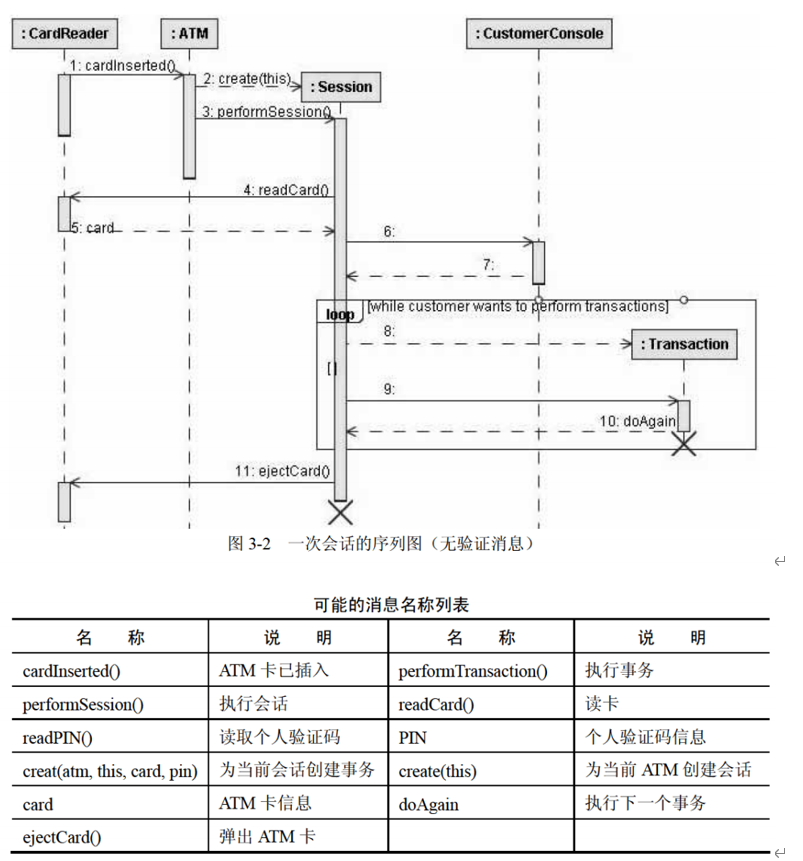 : CardReader
: ATM
: CustomerConsole
1: cardInserted()
2: create(this)
: Session
3: performSession()
4: readCard()
5: card
6:
7:
loop
[while customer wants to perform transactions]
8:
: Transaction
[]
9:
10: doAgain
11: ejectCard()
图 3-2 一次会话的序列图（无验证消息）
可能的消息名称列表
名 称 说 明 名 称 说 明
cardInserted() ATM 卡已插入 performTransaction() 执行事务
performSession() 执行会话 readCard() 读卡
readPIN() 读取个人验证码 PIN 个人验证码信息
creat(atm, this, card, pin) 为当前会话创建事务 create(this) 为当前 ATM 创建会话
card ATM 卡信息 doAgain 执行下一个事务
ejectCard() 弹出 ATM 卡